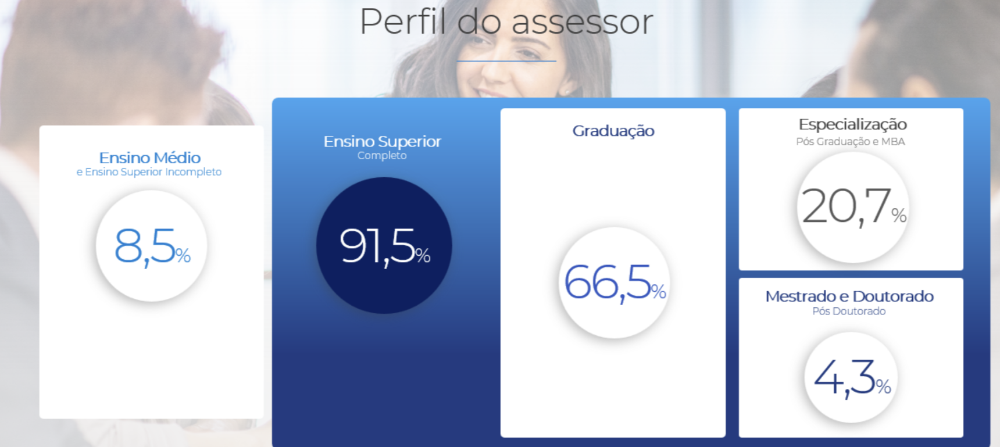 Perfil do assessor
Ensino Médio
e Ensino Superior Incompleto
8,5%
Ensino Superior
Completo
91,5%
Graduação
66,5%
Especialização
Pós Graduação e MBA
20,7%
Mestrado e Doutorado
Pós Doutorado
4,3%